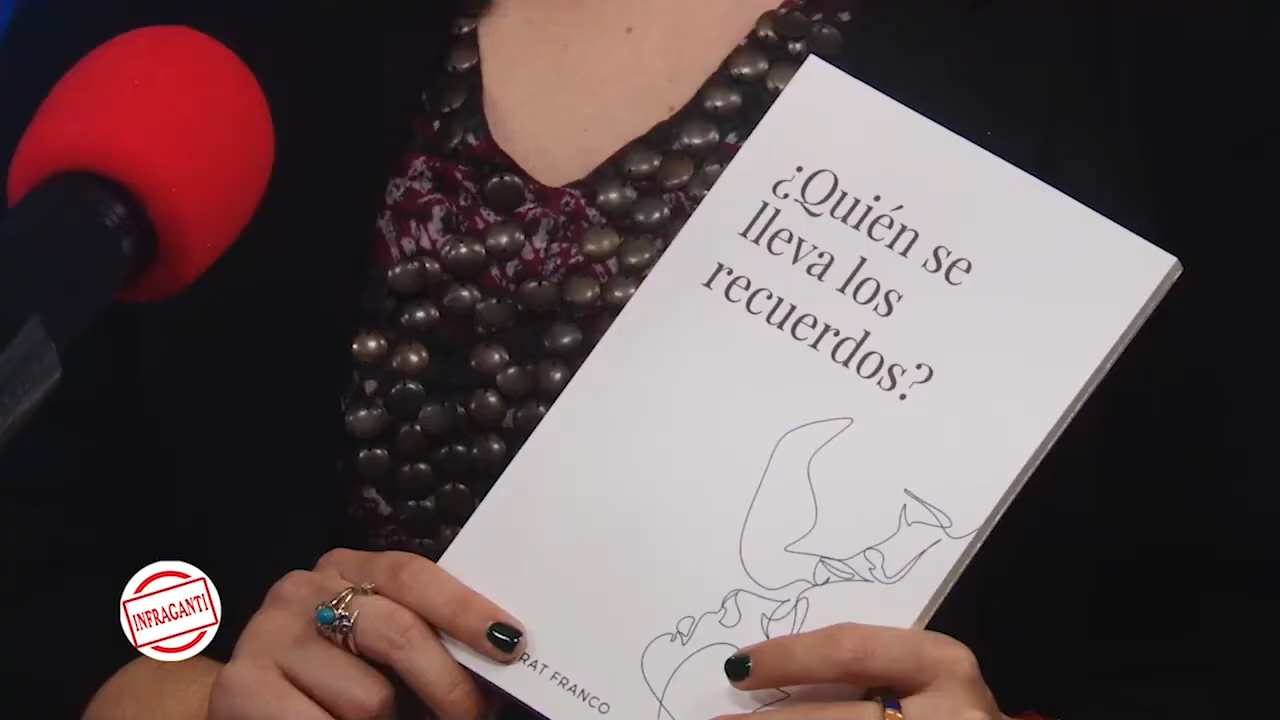 ¿Quién se
lleva los
recuerdos?
RAT FRANCO
INFRAGANTI